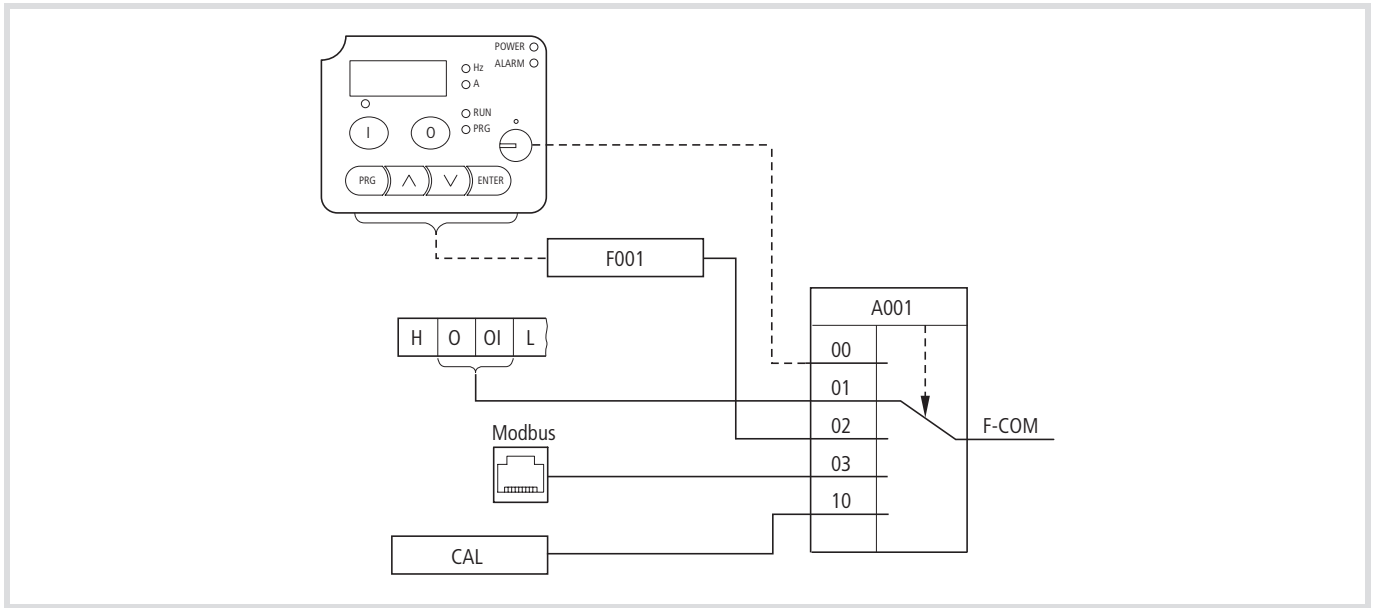 POWER
ALARM
Hz
A
RUN
PRG
I
0
PRG
ENTER
F001
A001
H O OI L
00
01
02
03
10
F-COM
Modbus
CAL